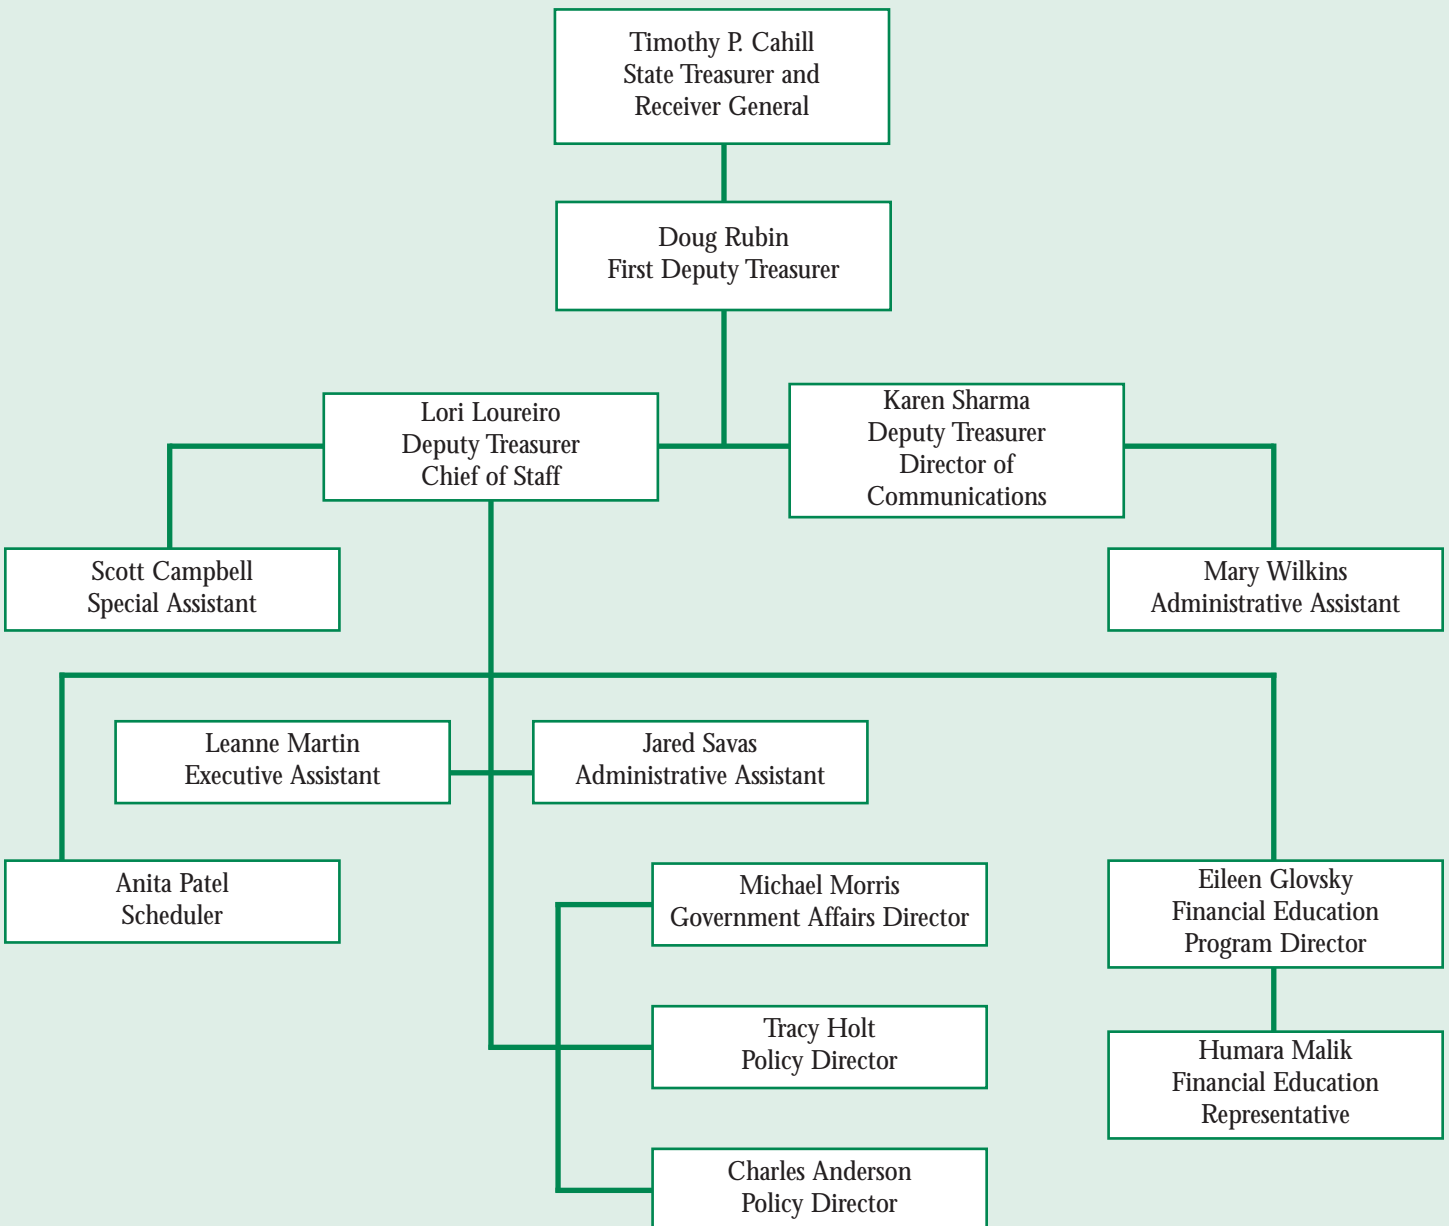 Timothy P. Cahill
State Treasurer and
Receiver General
Doug Rubin
First Deputy Treasurer
Lori Loureiro
Deputy Treasurer
Chief of Staff
Karen Sharma
Deputy Treasurer
Director of
Communications
Scott Campbell
Special Assistant
Mary Wilkins
Administrative Assistant
Leanne Martin
Executive Assistant
Jared Savas
Administrative Assistant
Anita Patel
Scheduler
Michael Morris
Government Affairs Director
Eileen Glovsky
Financial Education
Program Director
Tracy Holt
Policy Director
Humara Malik
Financial Education
Representative
Charles Anderson
Policy Director